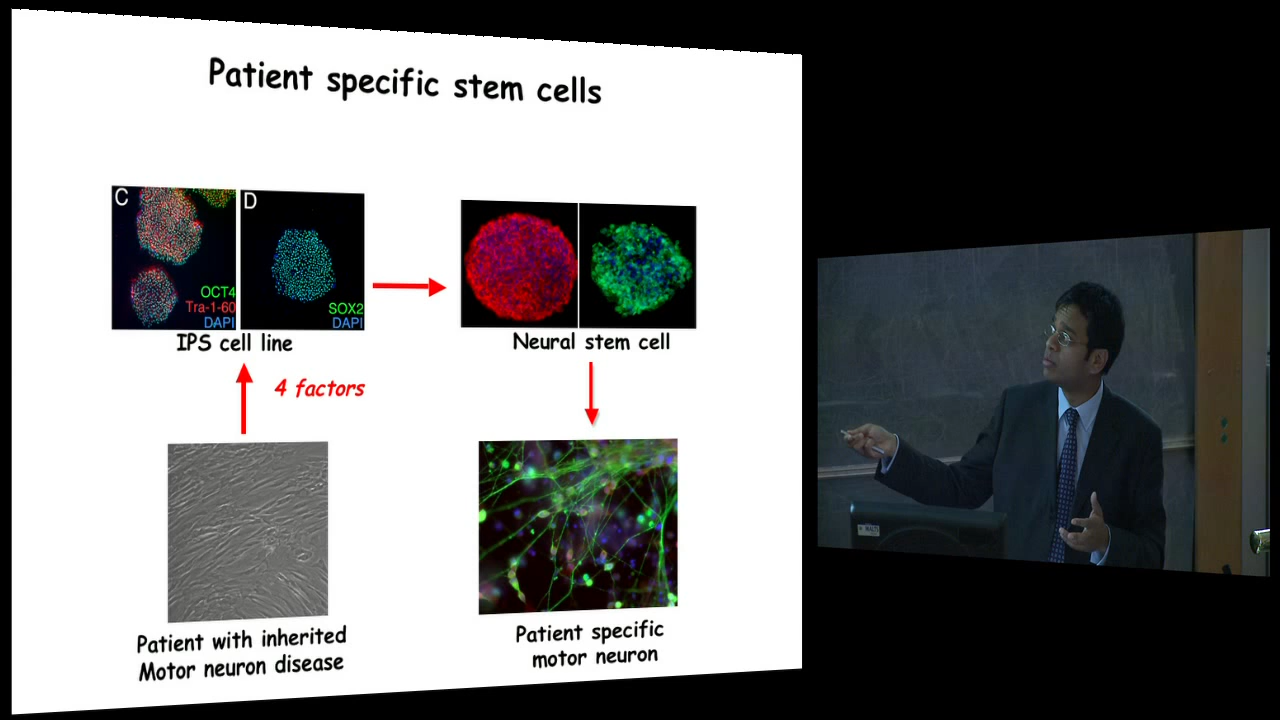 Patient specific stem cells
C
D
OCT4
Tra-1-60
DAPI
SOX2
DAPI
IPS cell line
Neural stem cell
4 factors
Patient with inherited
Motor neuron disease
Patient specific
motor neuron